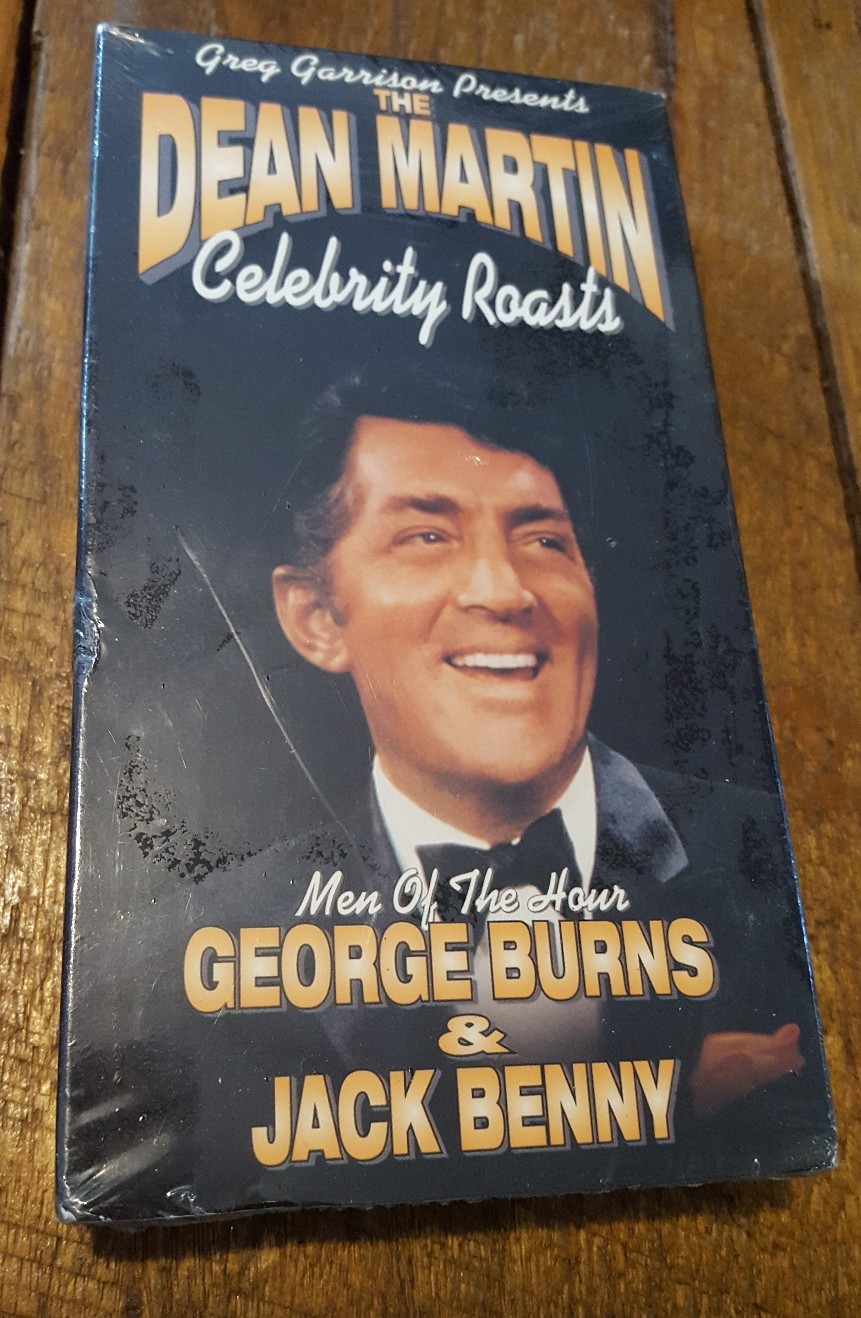 Greg Garrison Presents
THE
DEAN MARTIN
Celebrity Roasts
Men Of The Hour
GEORGE BURNS
&
JACK BENNY